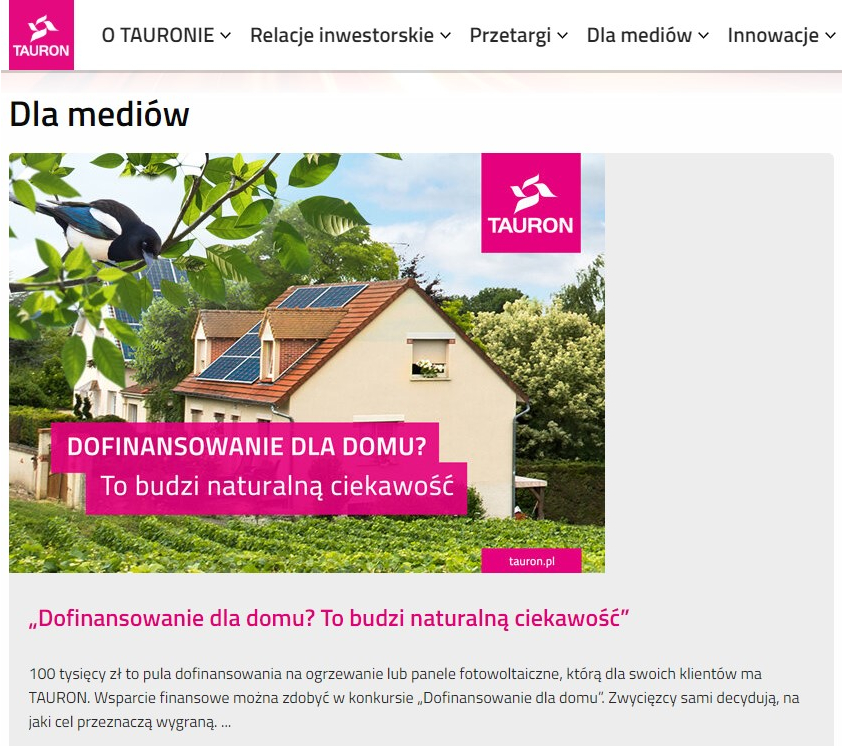 TAURON
O TAURONIE
Relacje inwestorskie
Przetargi
Dla mediów
Innowacje
Dla mediów
TAURON
DOFINANSOWANIE DLA DOMU?
To budzi naturalną ciekawość
tauron.pl
„Dofinansowanie dla domu? To budzi naturalną ciekawość”
100 tysięcy zł to pula dofinansowania na ogrzewanie lub panele fotowoltaiczne, którą dla swoich klientów ma
TAURON. Wsparcie finansowe można zdobyć w konkursie „Dofinansowanie dla domu”. Zwycięzcy sami decydują, na
jaki cel przeznaczą wygraną. ...